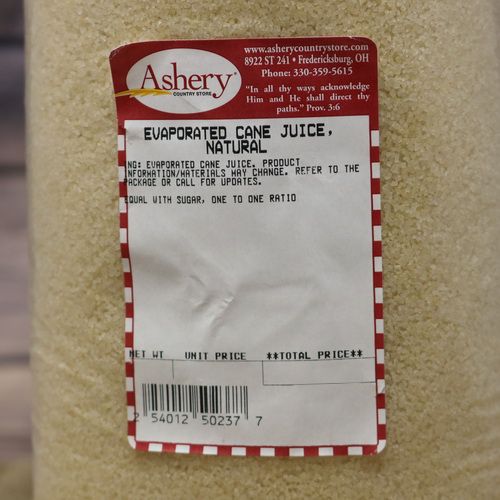 Ashery
COUNTRY STORE
www.asherycountrystore.com
8922 ST 241 • Fredericksburg, OH
Phone: 330-359-5615
"In all thy ways acknowledge
Him and He shall direct thy
paths." Prov. 3:6
EVAPORATED CANE JUICE,
NATURAL
ING: EVAPORATED CANE JUICE. PRODUCT
INFORMATION/MATERIALS MAY CHANGE. REFER TO THE
PACKAGE OR CALL FOR UPDATES.
EQUAL WITH SUGAR, ONE TO ONE RATIO
NET WT UNIT PRICE **TOTAL PRICE**
2 54012 50237 7